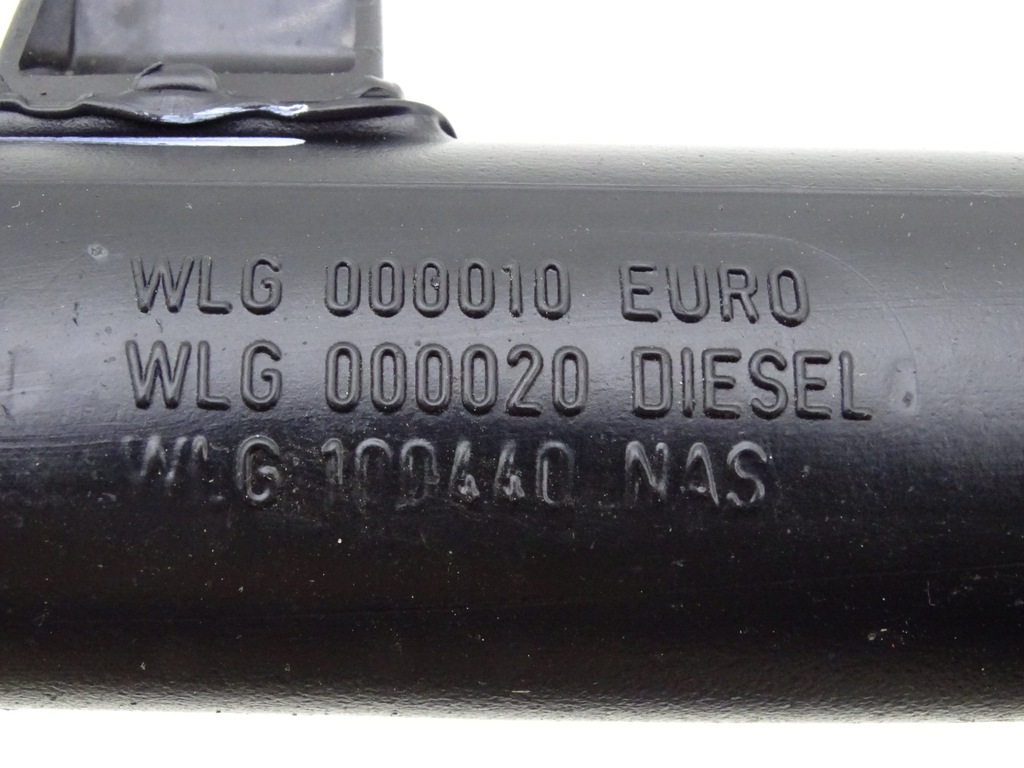 WLG 000010 EURO
WLG 000020 DIESEL
WLG 100440 NAS